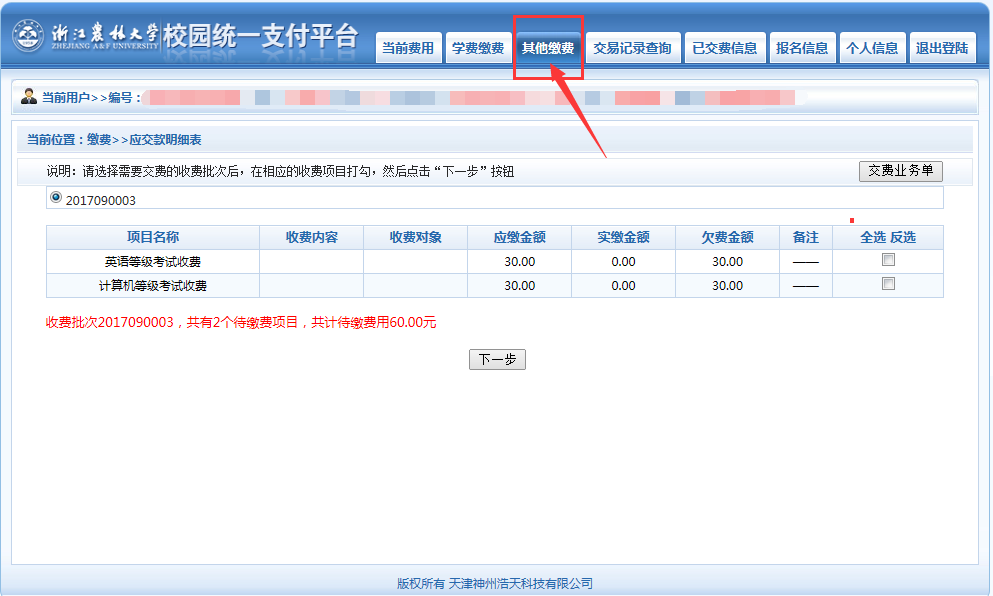 浙江农林大学 校园统一支付平台
ZHEJIANG A&F UNIVERSITY
当前费用 学费缴费 其他缴费 交易记录查询 已交费信息 报名信息 个人信息 退出登陆
当前用户>>编号：
当前位置：缴费>>应交款明细表
说明：请选择需要交费的收费批次后，在相应的收费项目打勾，然后点击“下一步”按钮 交费业务单
2017090003
项目名称 收费内容 收费对象 应缴金额 实缴金额 欠费金额 备注 全选 反选
英语等级考试收费 30.00 0.00 30.00 ——
计算机等级考试收费 30.00 0.00 30.00 ——
收费批次2017090003，共有2个待缴费项目，共计待缴费用60.00元
下一步
版权所有 天津神州浩天科技有限公司